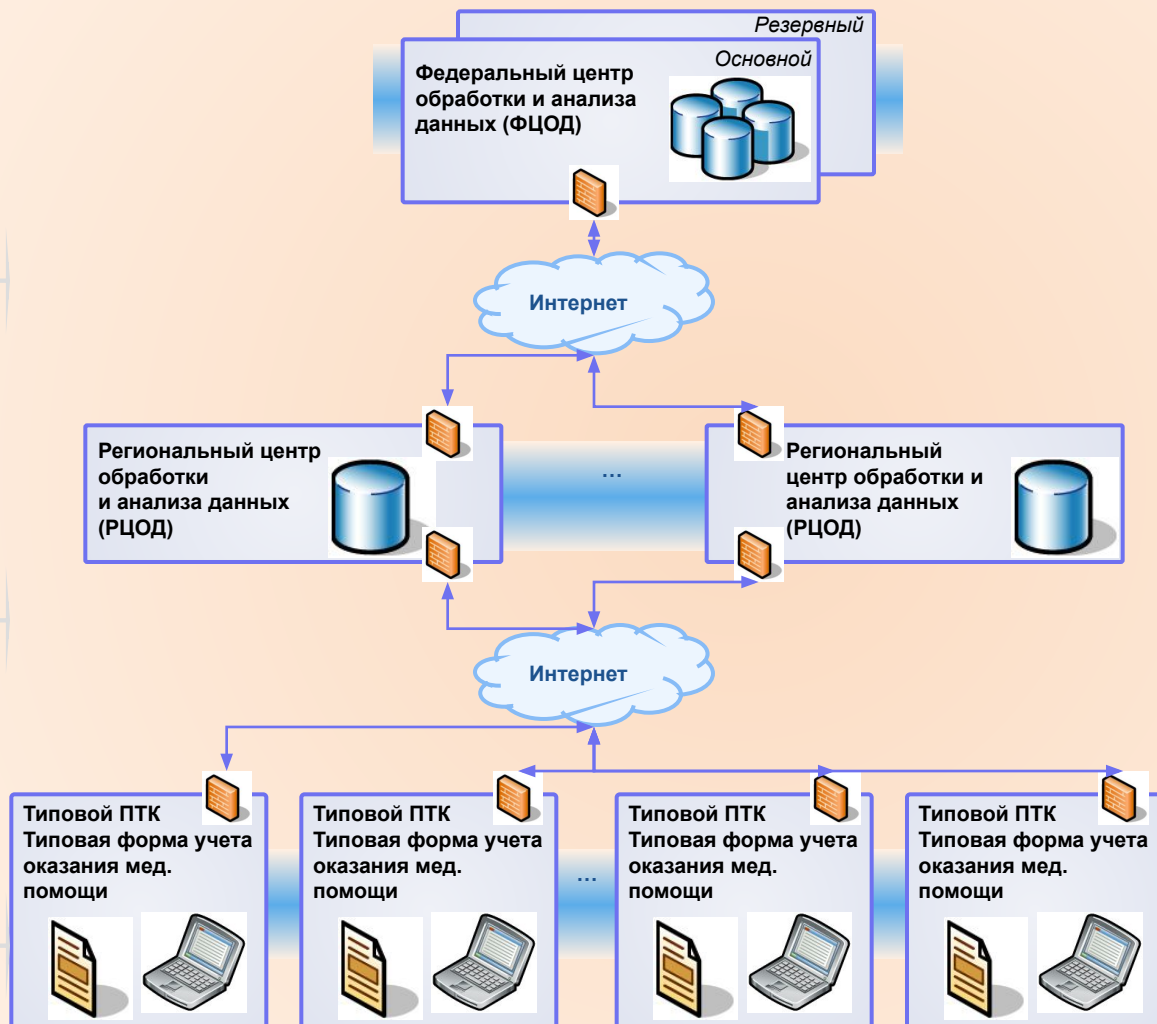 Резервный
Основной
Федеральный центр
обработки и анализа
данных (ФЦОД)
Интернет
Региональный центр
обработки
и анализа данных
(РЦОД)
...
Региональный
центр обработки и
анализа данных
(РЦОД)
Интернет
Типовой ПТК
Типовая форма учета
оказания мед.
помощи
Типовой ПТК
Типовая форма учета
оказания мед.
помощи
...
Типовой ПТК
Типовая форма учета
оказания мед.
помощи
Типовой ПТК
Типовая форма учета
оказания мед.
помощи